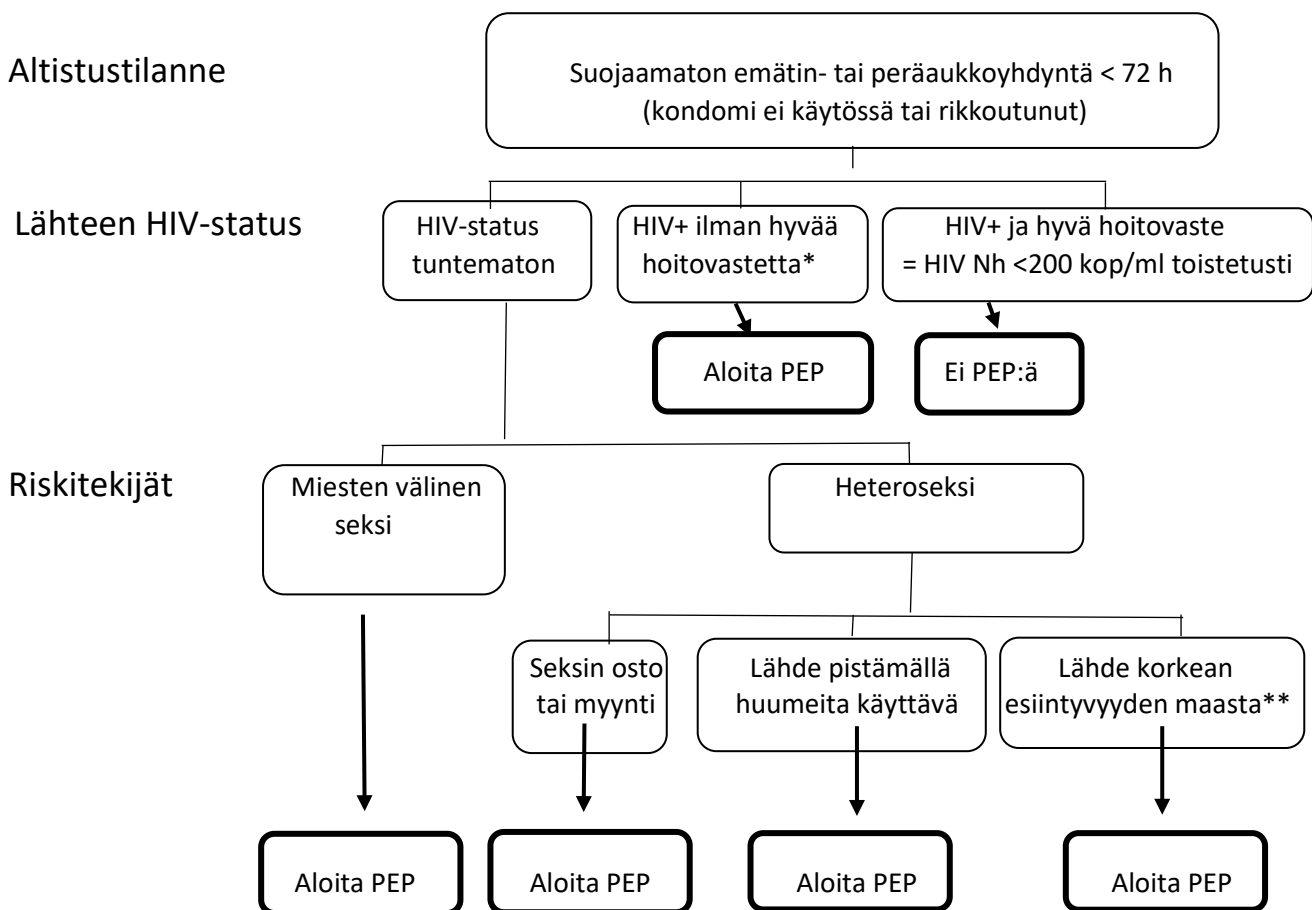 Altistustilanne
Suojaamaton emätin- tai peräaukkoyhdyntä < 72 h
(kondomi ei käytössä tai rikkoutunut)
Lähteen HIV-status
HIV-status
tuntematon
HIV+ ilman hyvää
hoitovastetta*
HIV+ ja hyvä hoitovaste
= HIV Nh <200 kop/ml toistetusti
Aloita PEP
Ei PEP:ä
Riskitekijät
Miesten välinen
seksi
Heteroseksi
Seksin osto
tai myynti
Lähde pistämällä
huumeita käyttävä
Lähde korkean
esiintyvyyden maasta**
Aloita PEP
Aloita PEP
Aloita PEP
Aloita PEP